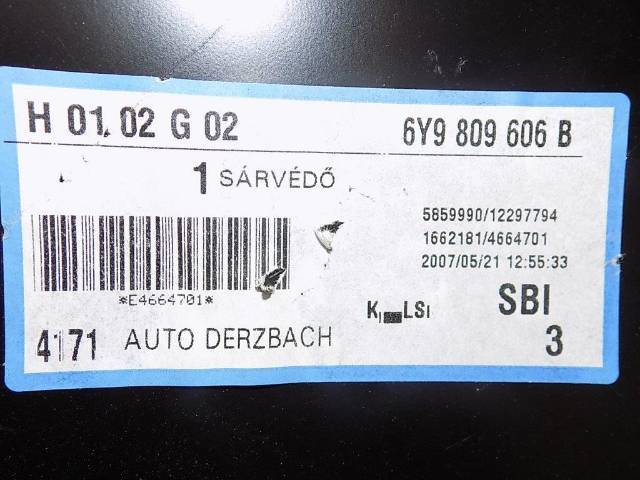 H 01.02 G 02 6Y9 809 606 B
1 SÁRVÉDŐ
5859990/12297794
1662181/4664701
2007/05/21 12:55:33
*E4664701*
SBI
4171 AUTO DERZBACH 3